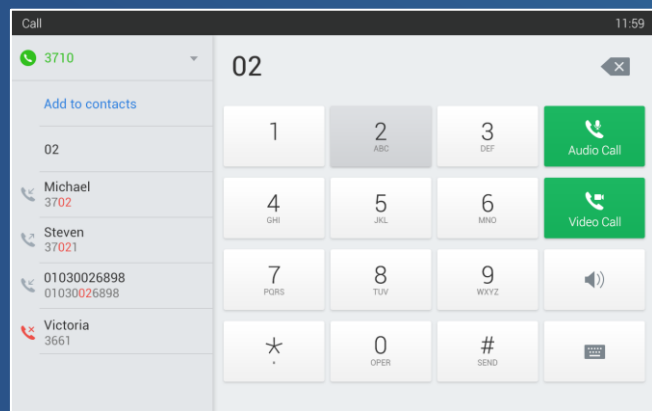 Call 11:59
3710
Add to contacts
02
Michael
3702
Steven
37021
01030026898
01030026898
Victoria
3661
02
1 2 3 Audio Call
ABC DEF
4 5 6 Video Call
GHI JKL MNO
7 8 9
PQRS TUV WXYZ
* 0 #
. OPER SEND